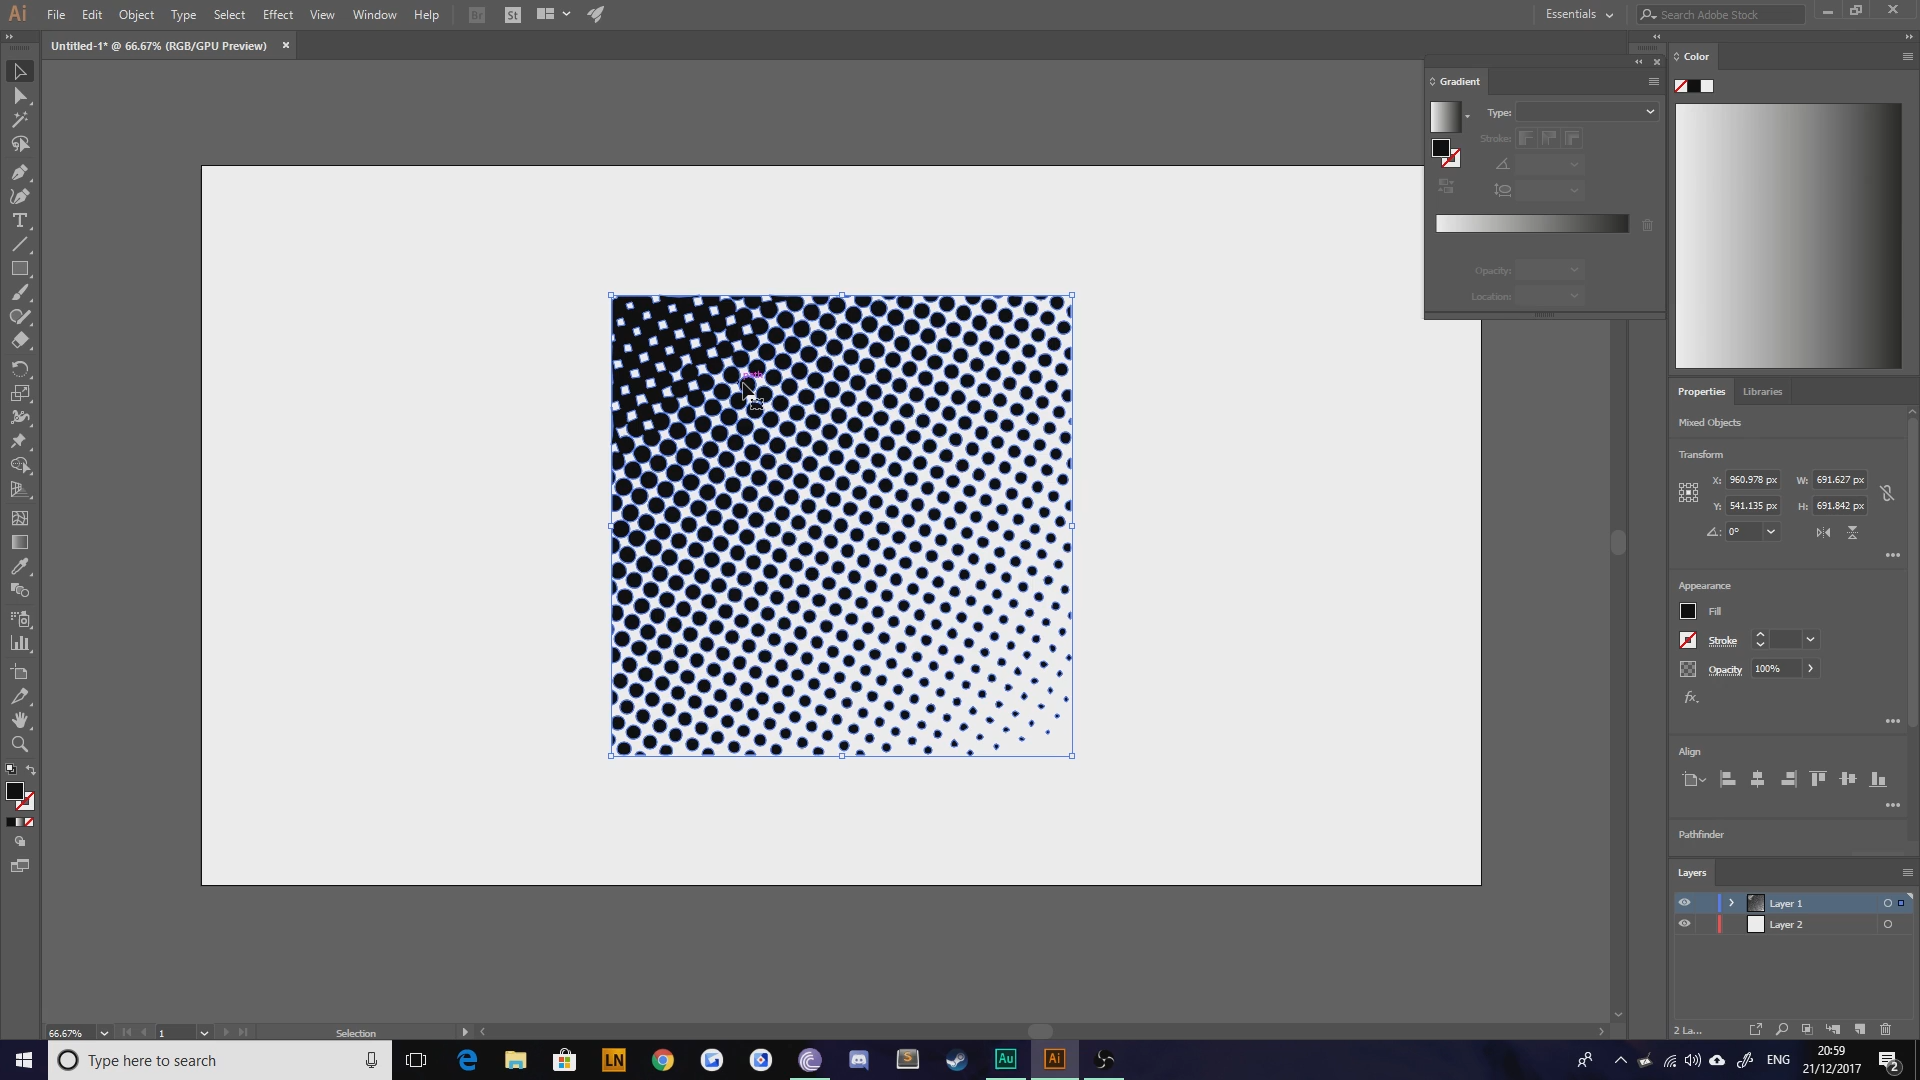 Ai File Edit Object Type Select Effect View Window Help Br St Essentials Search Adobe Stock
Untitled-1* @ 66.67% (RGB/GPU Preview)
Gradient
Type:
Stroke:
Opacity:
Location:
path
Color
Properties Libraries
Mixed Objects
Transform
X: 960.978 px W: 691.627 px
Y: 541.135 px H: 691.842 px
0°
Appearance
Fill
Stroke
Opacity 100%
fx.
Align
Pathfinder
Layers
Layer 1
Layer 2
2 La...
66.67% 1 Selection
Type here to search
LN
S
Au
Ai
ENG
20:59
21/12/2017
2